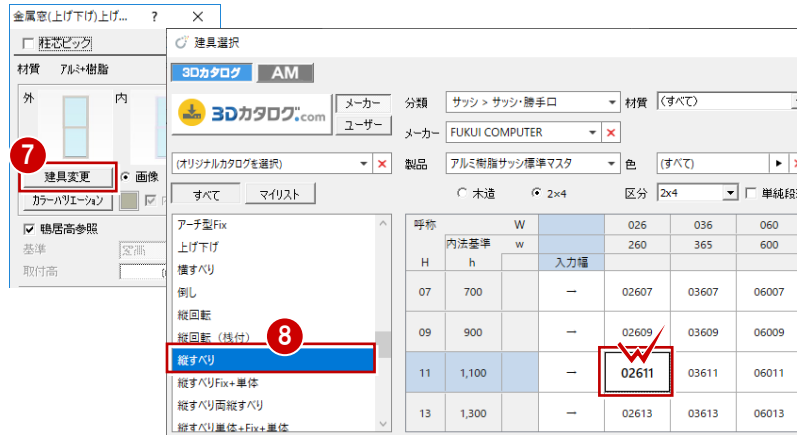 金属窓(上げ下げ)上げ... ? ×
柱芯ピック
材質 アルミ+樹脂
外 内
7
建具変更 画像
カラーバリエーション
鴨居高参照
基準
取付高
建具選択
3Dカタログ AM
3Dカタログ.com
メーカー
ユーザー
(オリジナルカタログを選択) ×
すべて マイリスト
アーチ型Fix
上げ下げ
横すべり
倒し
縦回転
縦回転（桟付）
8
縦すべり
縦すべりFix+単体
縦すべり両縦すべり
縦すべり単体+Fix+単体
分類 サッシ > サッシ・勝手口 材質 (すべて)
メーカー FUKUI COMPUTER ×
製品 アルミ樹脂サッシ標準マスタ 色 (すべて)
木造 2×4 区分 2x4 単純段
呼称 W 026 036 060
内法基準 w 260 365 600
H h 入力幅
07 700 － 02607 03607 06007
09 900 － 02609 03609 06009
11 1,100 － 02611 03611 06011
13 1,300 － 02613 03613 06013